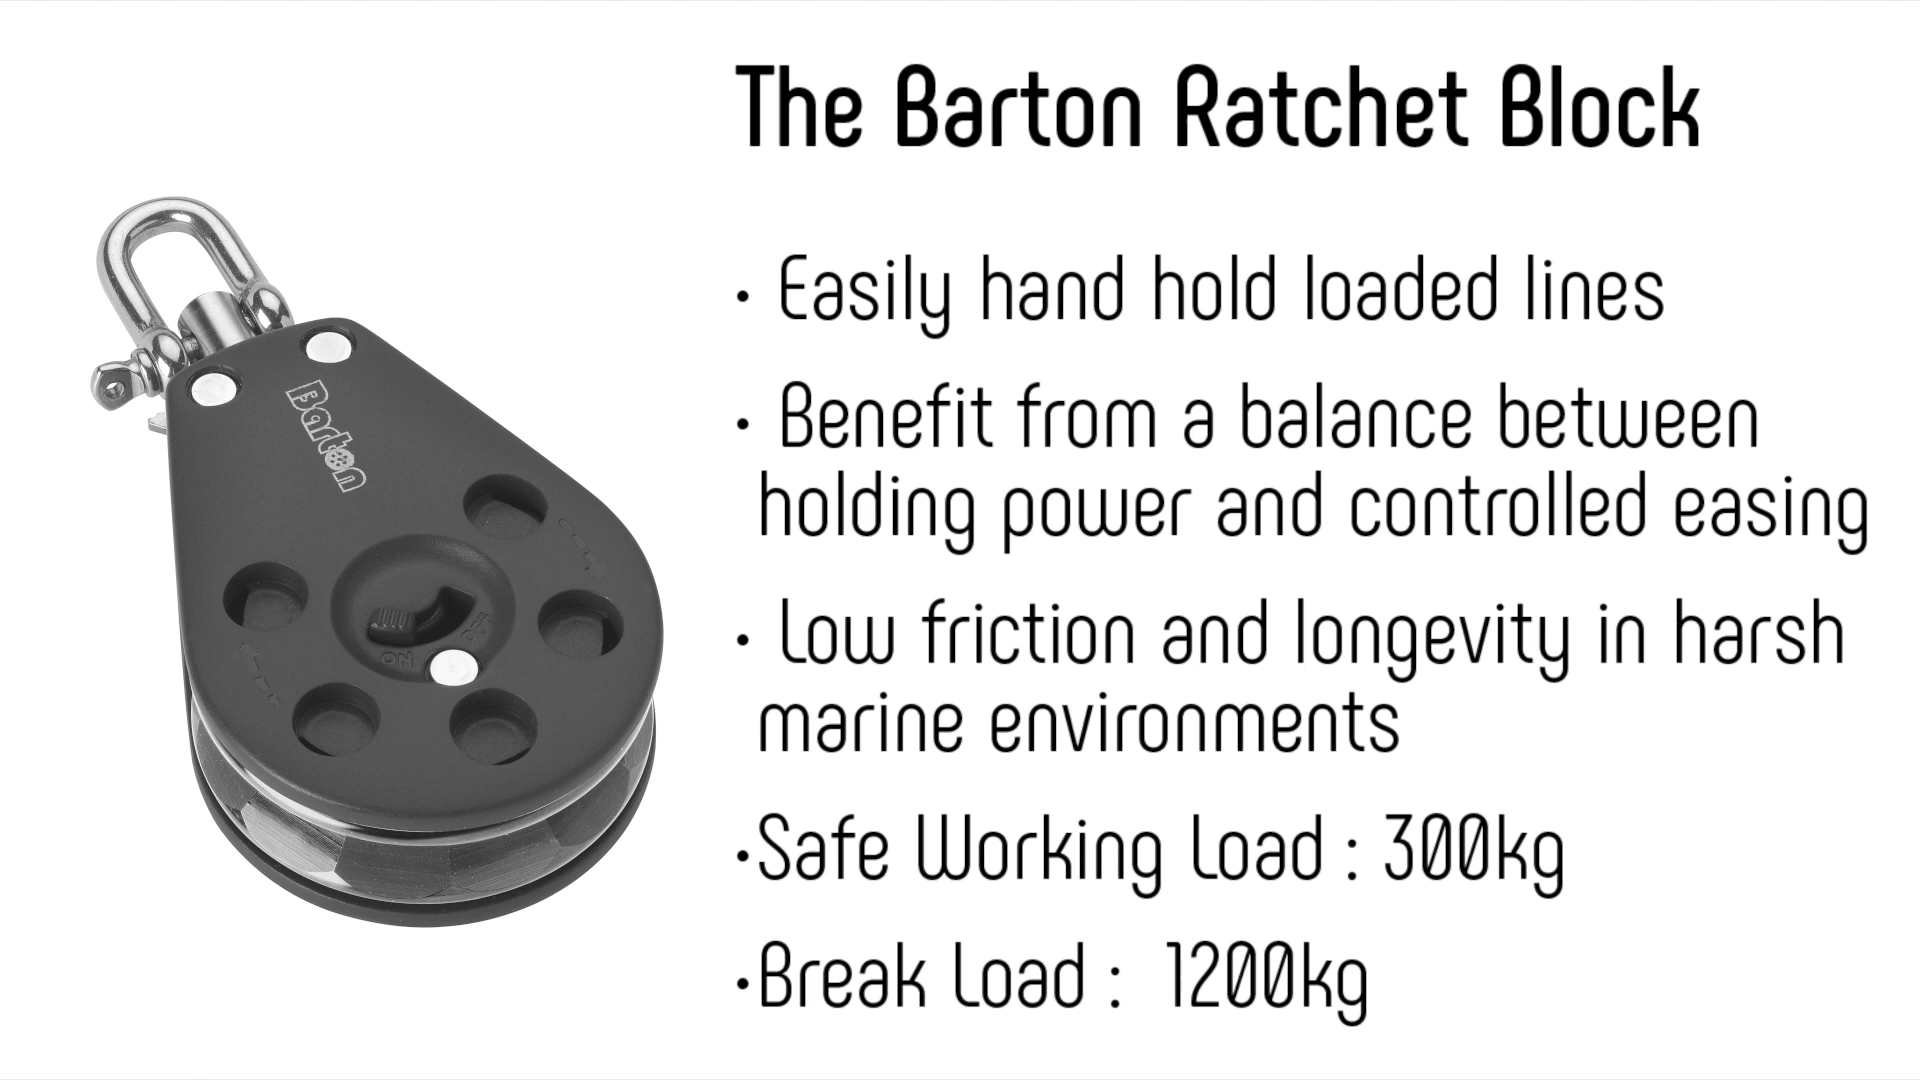 The Barton Ratchet Block
• Easily hand hold loaded lines
• Benefit from a balance between
holding power and controlled easing
• Low friction and longevity in harsh
marine environments
•Safe Working Load : 300kg
•Break Load : 1200kg
Barton
OFF
ON